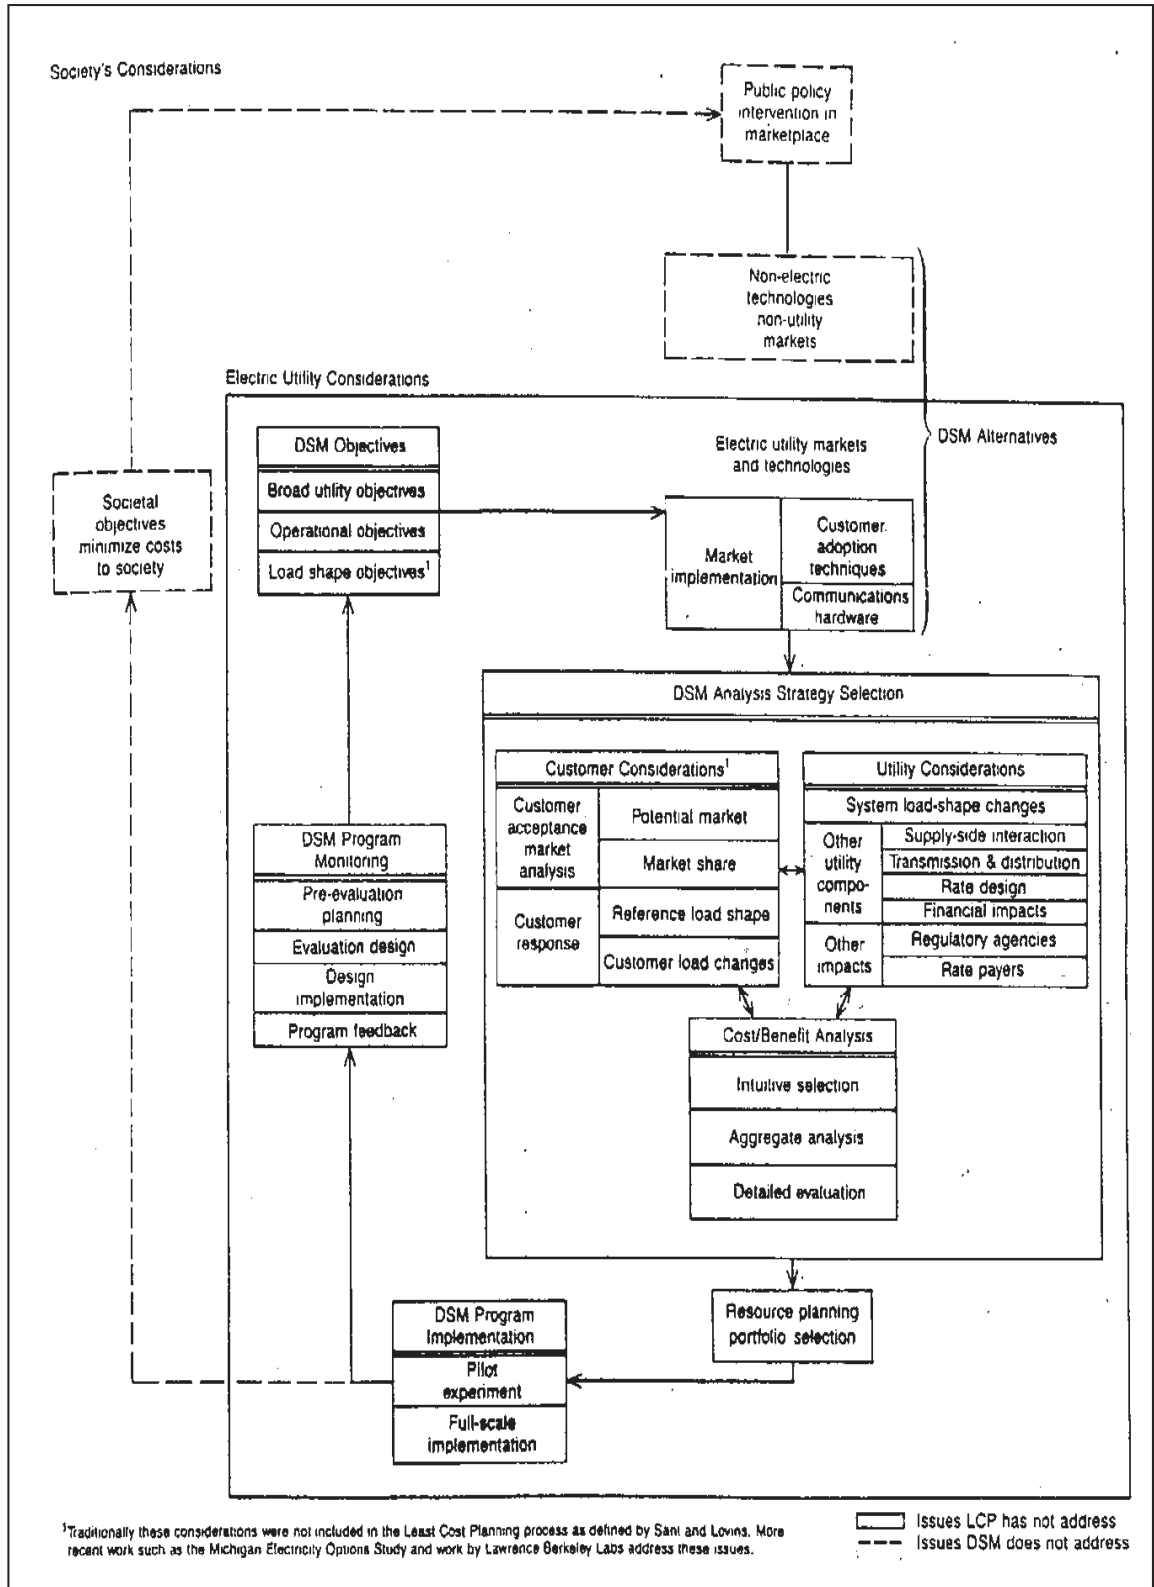 Society's Considerations
Public policy
intervention in
marketplace
Non-electric
technologies
non-utility
markets
Electric Utility Considerations
DSM Alternatives
DSM Objectives
Broad utility objectives
Operational objectives
Load shape objectives¹
Electric utility markets
and technologies
Societal
objectives
minimize costs
to society
Market
implementation
Customer
adoption
techniques
Communications
hardware
DSM Analysis Strategy Selection
Customer Considerations¹
Customer
acceptance
market
analysis
Potential market
Market share
Customer
response
Reference load shape
Customer load changes
Utility Considerations
System load-shape changes
Other
utility
compo-
nents
Supply-side interaction
Transmission & distribution
Rate design
Financial impacts
Other
impacts
Regulatory agencies
Rate payers
DSM Program
Monitoring
Pre-evaluation
planning
Evaluation design
Design
implementation
Program feedback
Cost/Benefit Analysis
Intuitive selection
Aggregate analysis
Detailed evaluation
Resource planning
portfolio selection
DSM Program
Implementation
Pilot
experiment
Full-scale
implementation
¹Traditionally these considerations were not included in the Least Cost Planning process as defined by Sant and Lovins. More
recent work such as the Michigan Electricity Options Study and work by Lawrence Berkeley Labs address these issues.
Issues LCP has not address
Issues DSM does not address